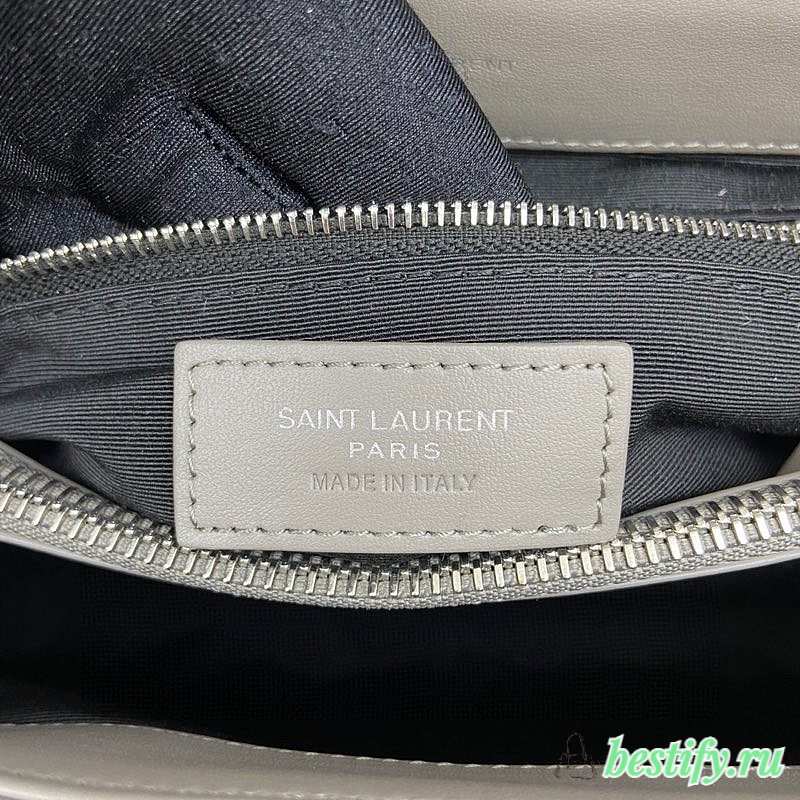 SAINT LAURENT
PARIS
MADE IN ITALY
bestify.ru